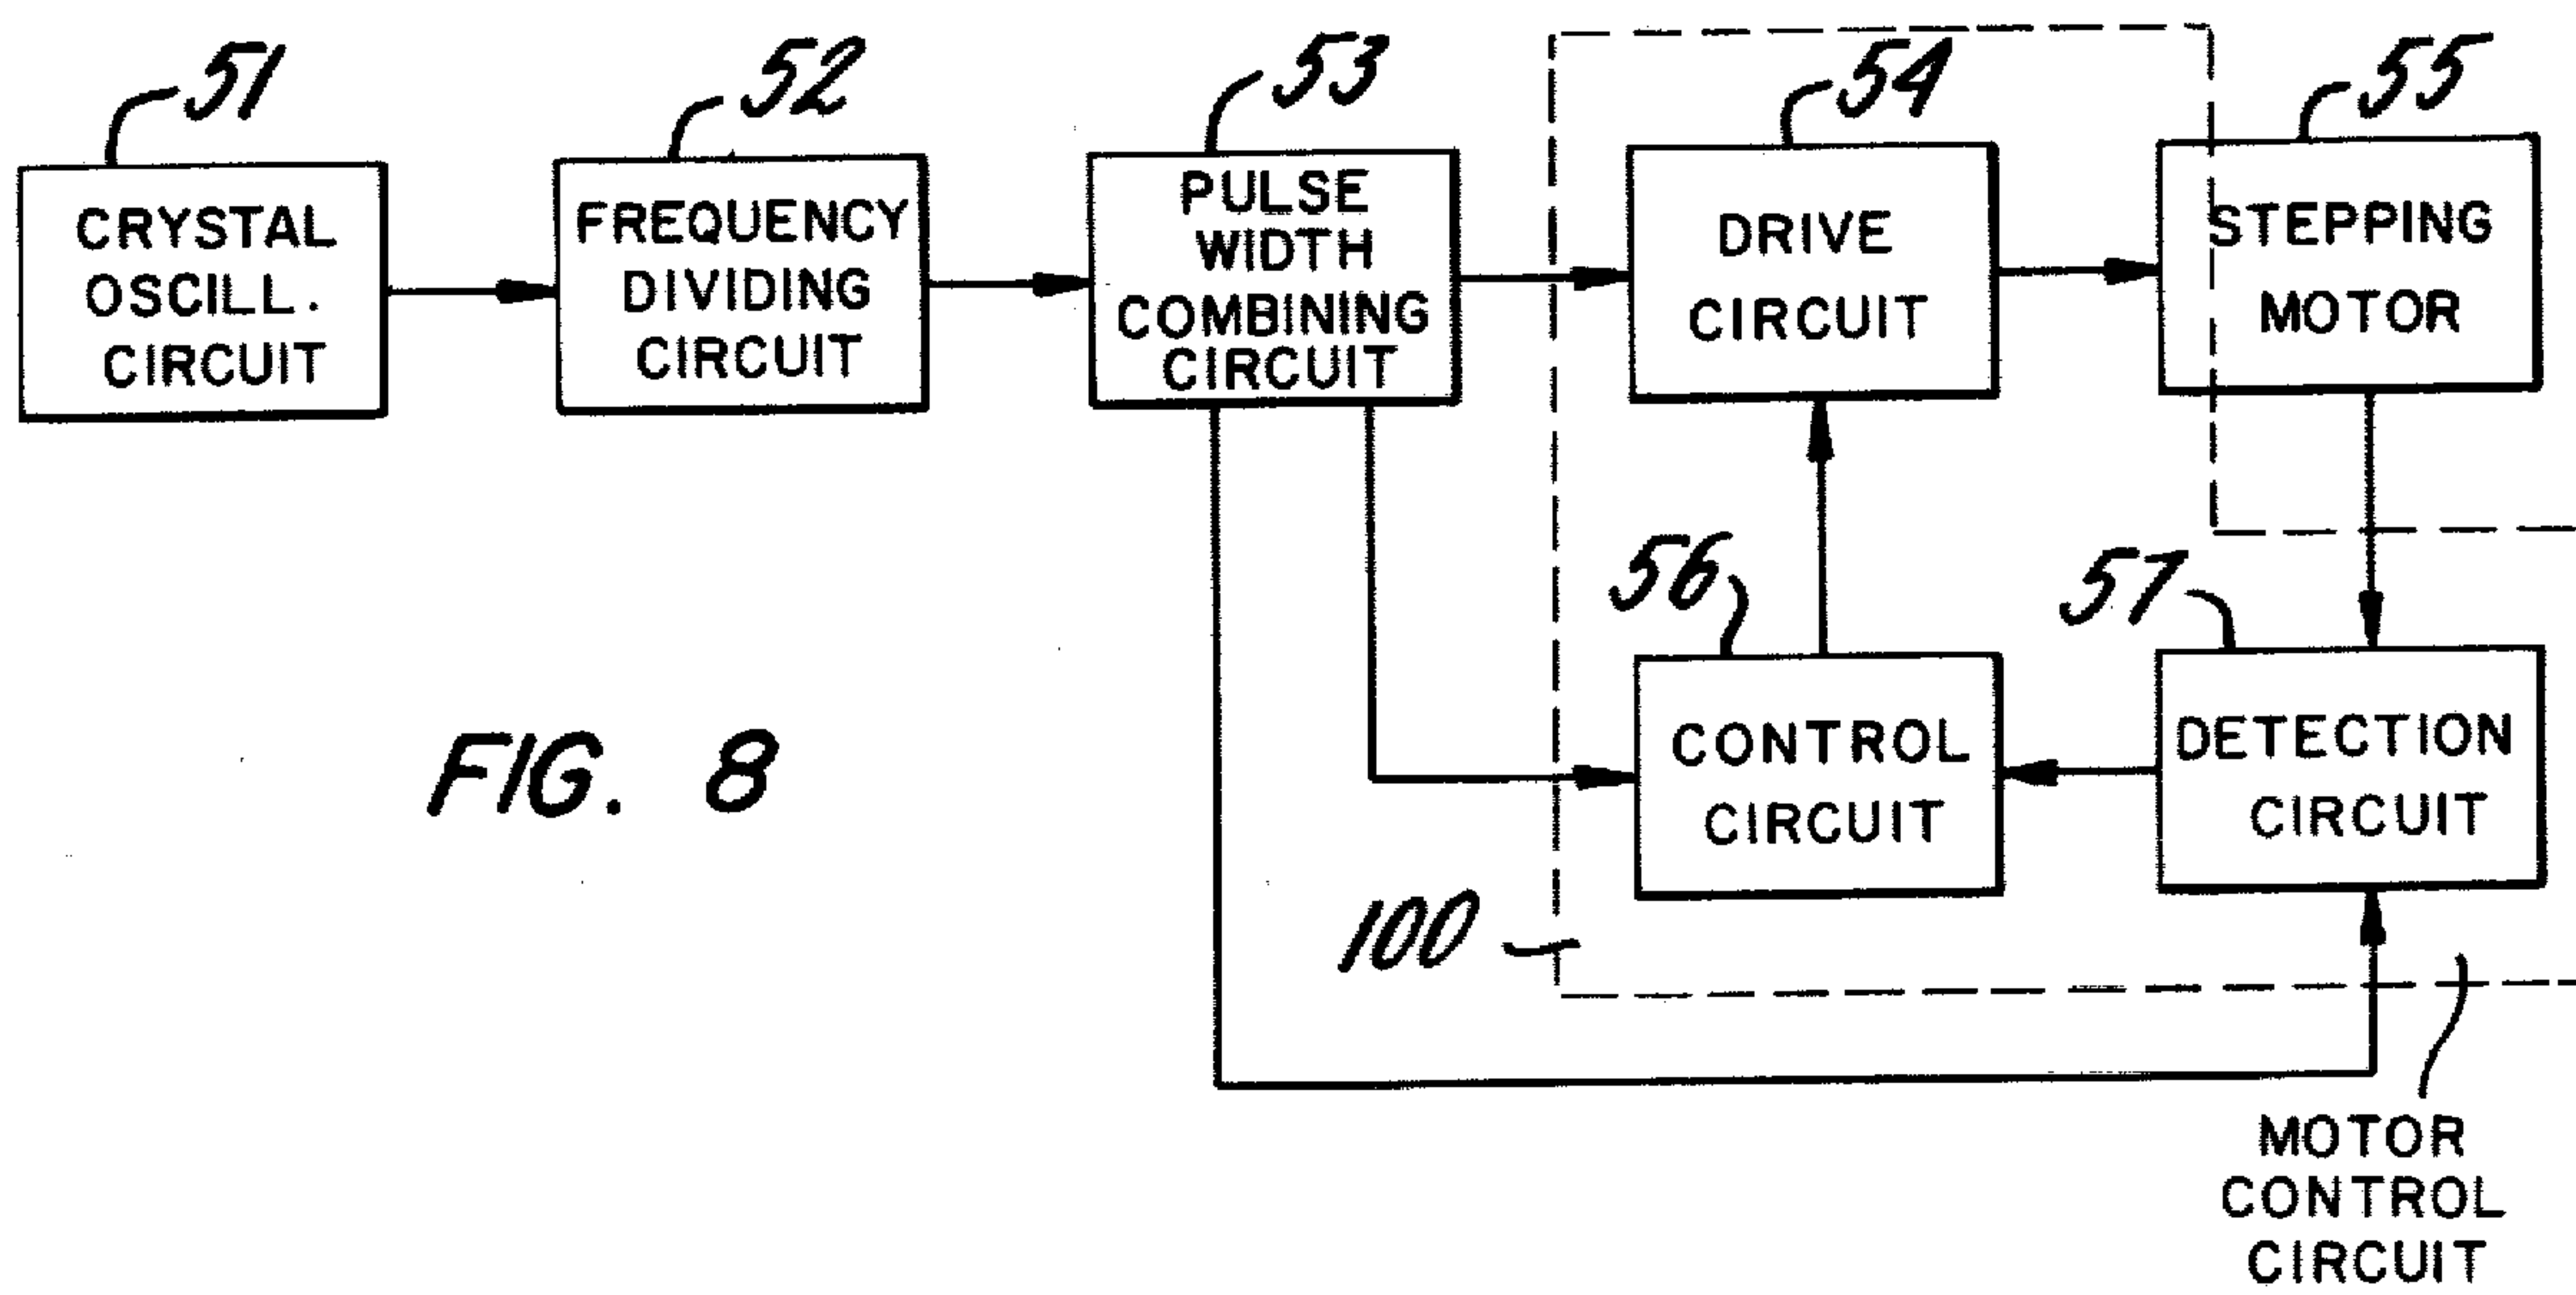 51
CRYSTAL
OSCILL.
CIRCUIT
52
FREQUENCY
DIVIDING
CIRCUIT
53
PULSE
WIDTH
COMBINING
CIRCUIT
54
DRIVE
CIRCUIT
55
STEPPING
MOTOR
56
CONTROL
CIRCUIT
57
DETECTION
CIRCUIT
100
MOTOR
CONTROL
CIRCUIT
FIG. 8